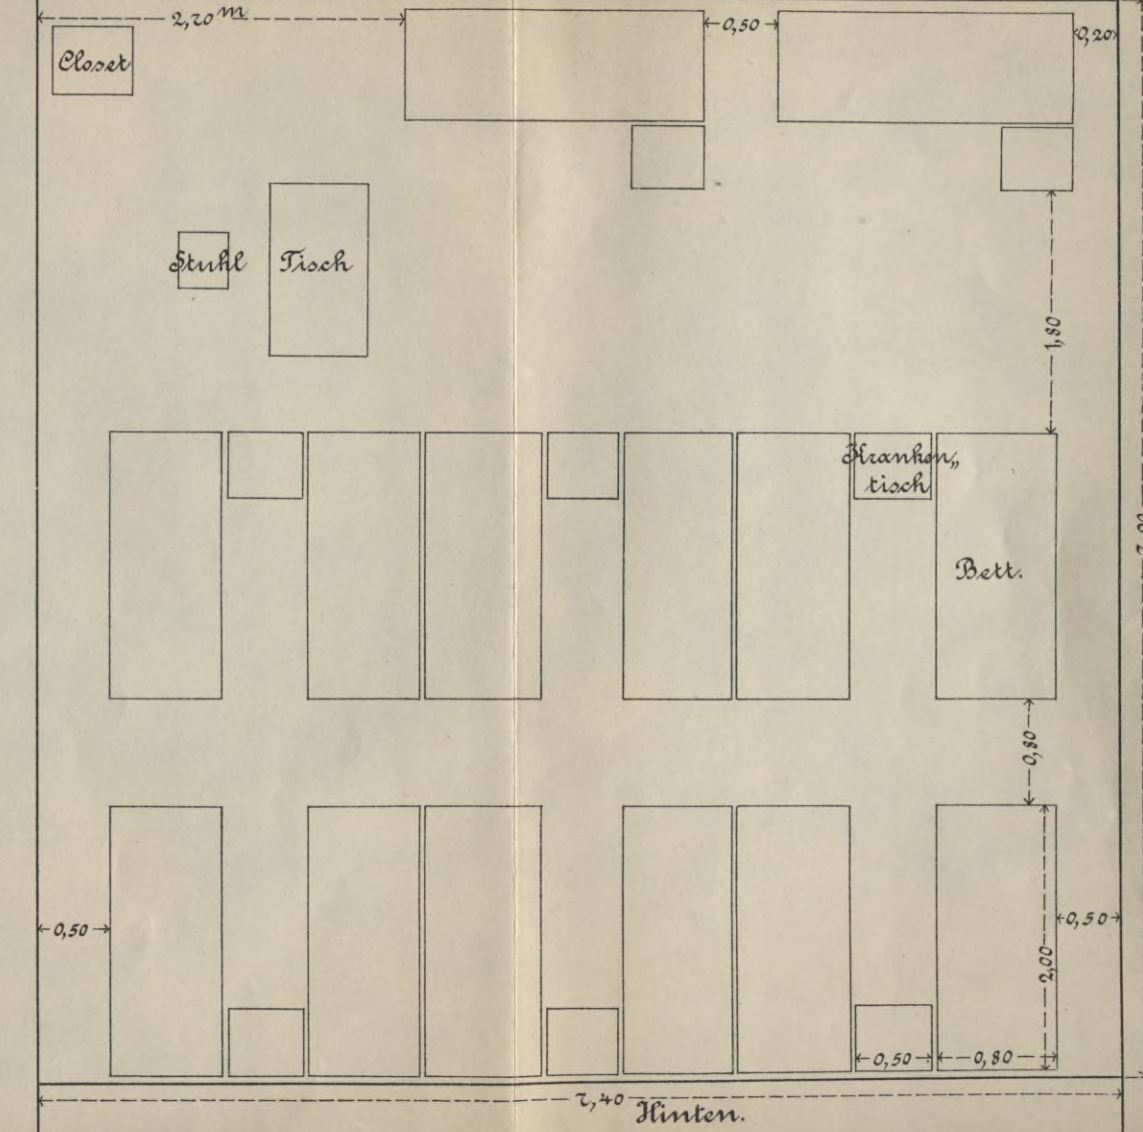 2,70 m
0,50
0,20
Closet
Stuhl
Tisch
1,80
Kranken„
tisch
Bett.
0,80
0,50
0,50
2,00
0,50
0,80
7,40
Hinten.